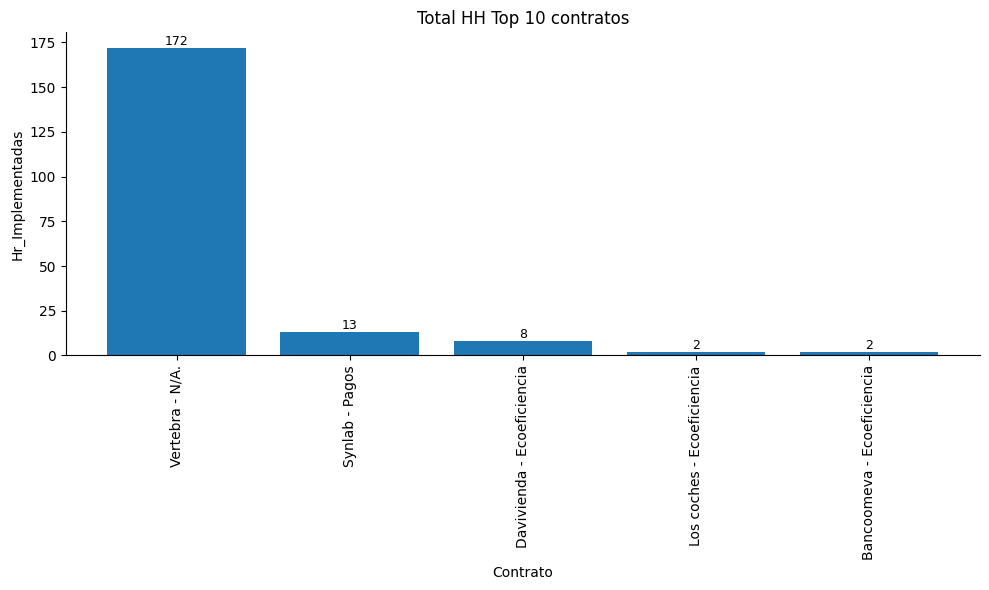 Total HH Top 10 contratos
Hr_Implementadas
175
150
125
100
75
50
25
0
172
13
8
2
2
Vertebra - N/A.
Synlab - Pagos
Davivienda - Ecoeficiencia
Los coches - Ecoeficiencia
Bancoomeva - Ecoeficiencia
Contrato